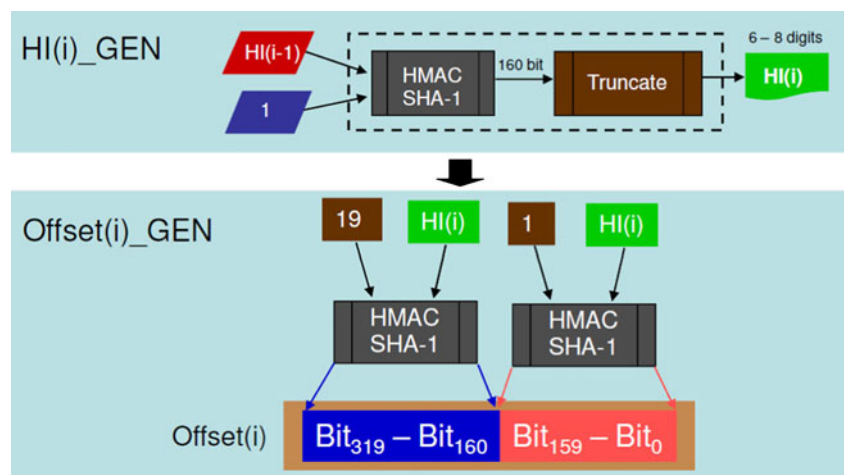 HI(i)_GEN
HI(i-1)
1
HMAC
SHA-1
160 bit
Truncate
6 – 8 digits
HI(i)
Offset(i)_GEN
19
HI(i)
1
HI(i)
HMAC
SHA-1
HMAC
SHA-1
Offset(i)
Bit₃₁₉ – Bit₁₆₀
Bit₁₅₉ – Bit₀